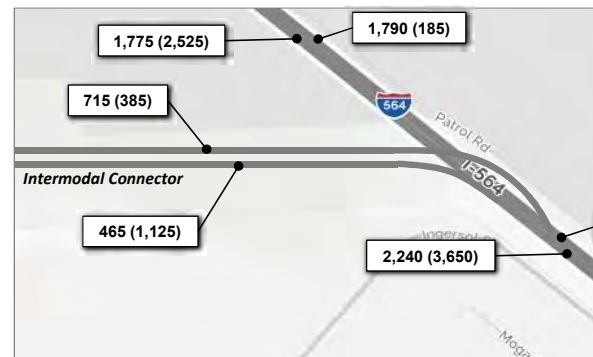 1,790 (185)
1,775 (2,525)
564
715 (385)
Patrol Rd
I-564
Intermodal Connector
465 (1,125)
2,240 (3,650)